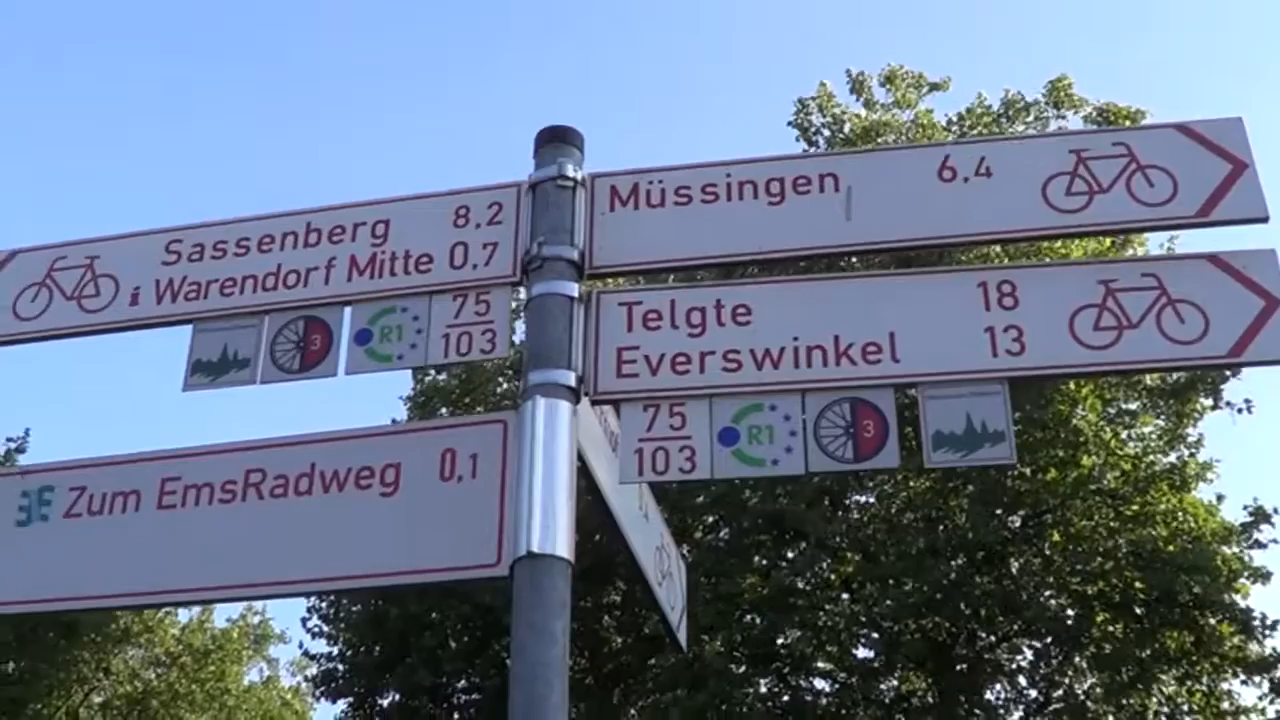 Sassenberg 8,2
i Warendorf Mitte 0,7
3
R1
75
103
Zum EmsRadweg 0,1
Müssingen 6,4
Telgte 18
Everswinkel 13
75
103
R1
3